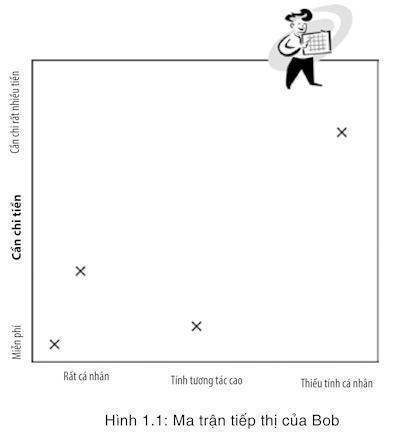 Cần chi rất nhiều tiền
Cần chi tiền
Miễn phí
Rất cá nhân
Tính tương tác cao
Thiếu tính cá nhân
Hình 1.1: Ma trận tiếp thị của Bob